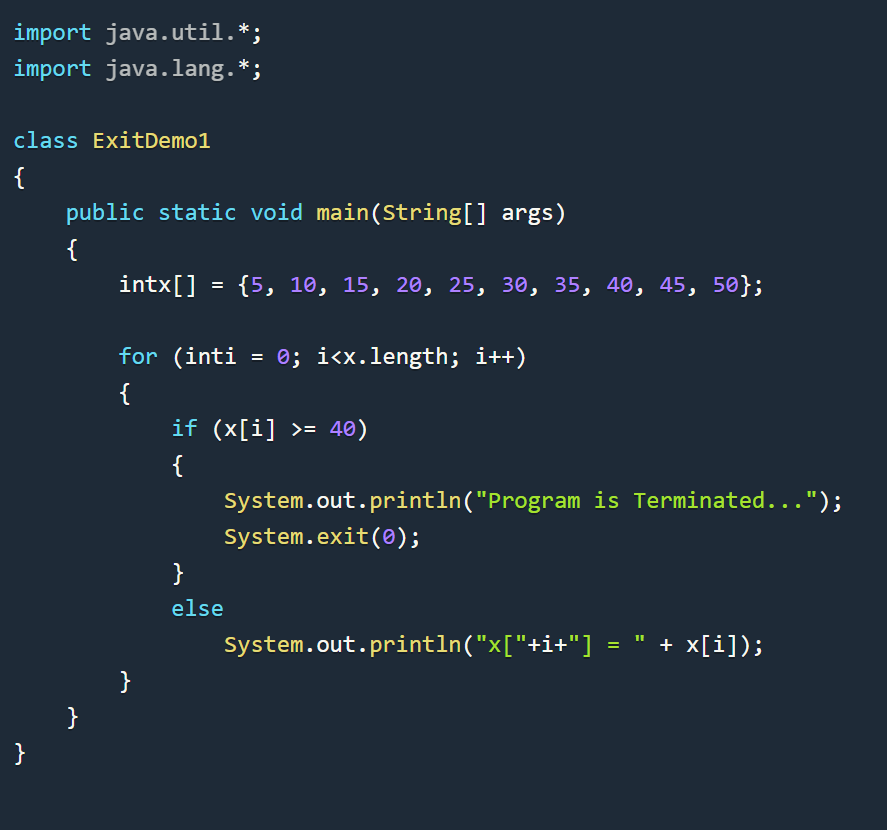 import java.util.*;
import java.lang.*;
class ExitDemo1
{
public static void main(String[] args)
{
intx[] = {5, 10, 15, 20, 25, 30, 35, 40, 45, 50};
for (inti = 0; i<x.length; i++)
{
if (x[i] >= 40)
{
System.out.println("Program is Terminated...");
System.exit(0);
}
else
System.out.println("x["+i+"] = " + x[i]);
}
}
}